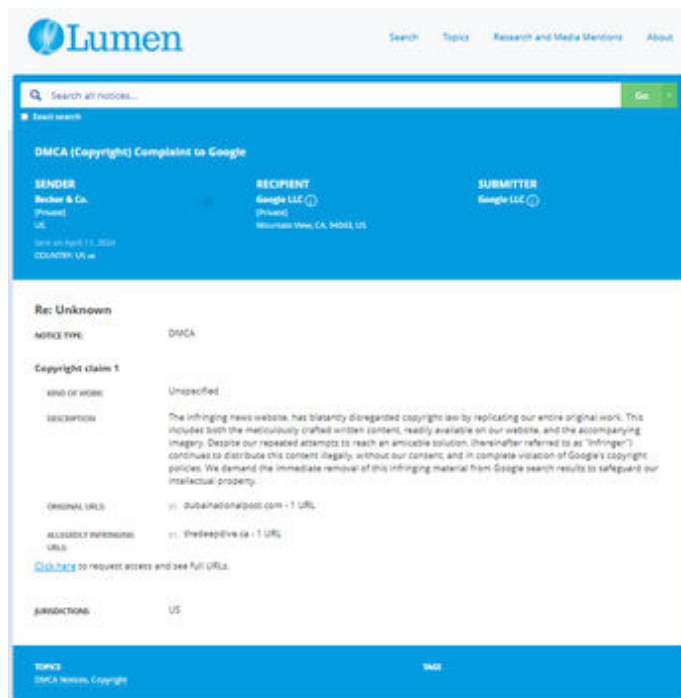 Lumen
Search Topics Research and Media Mentions About
Search all notices...
Go
Exact search
DMCA (Copyright) Complaint to Google
SENDER
Becker & Co.
[Private]
US
Sent on April 11, 2024
COUNTRY: US
RECIPIENT
Google LLC
[Private]
Mountain View, CA, 94043, US
SUBMITTER
Google LLC
Re: Unknown
NOTICE TYPE: DMCA
Copyright claim 1
KIND OF WORK: Unspecified
DESCRIPTION The infringing news website, has blatantly disregarded copyright law by replicating our entire original work. This
includes both the meticulously crafted written content, readily available on our website, and the accompanying
imagery. Despite our repeated attempts to reach an amicable solution, (hereinafter referred to as "Infringer")
continues to distribute this content illegally, without our consent, and in complete violation of Google's copyright
policies. We demand the immediate removal of this infringing material from Google search results to safeguard our
intellectual property.
ORIGINAL URLS: dubainationalpost.com - 1 URL
ALLEGEDLY INFRINGING thedeepdive.ca - 1 URL
URLS:
Click here to request access and see full URLs.
JURISDICTIONS US
TOPICS
DMCA Notices, Copyright
TAGS